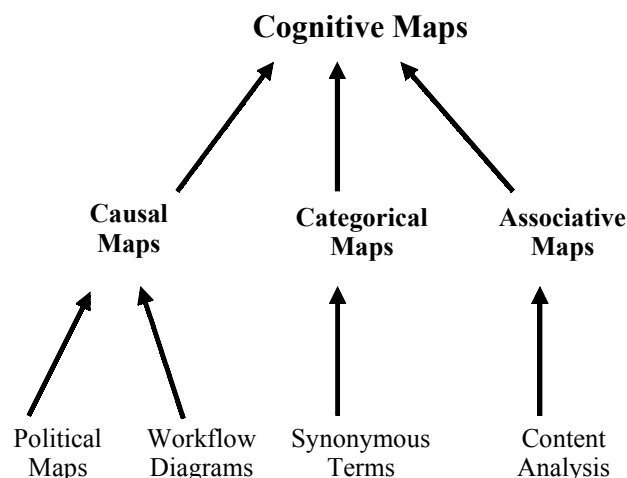 Cognitive Maps
Causal
Maps
Categorical
Maps
Associative
Maps
Political
Maps
Workflow
Diagrams
Synonymous
Terms
Content
Analysis